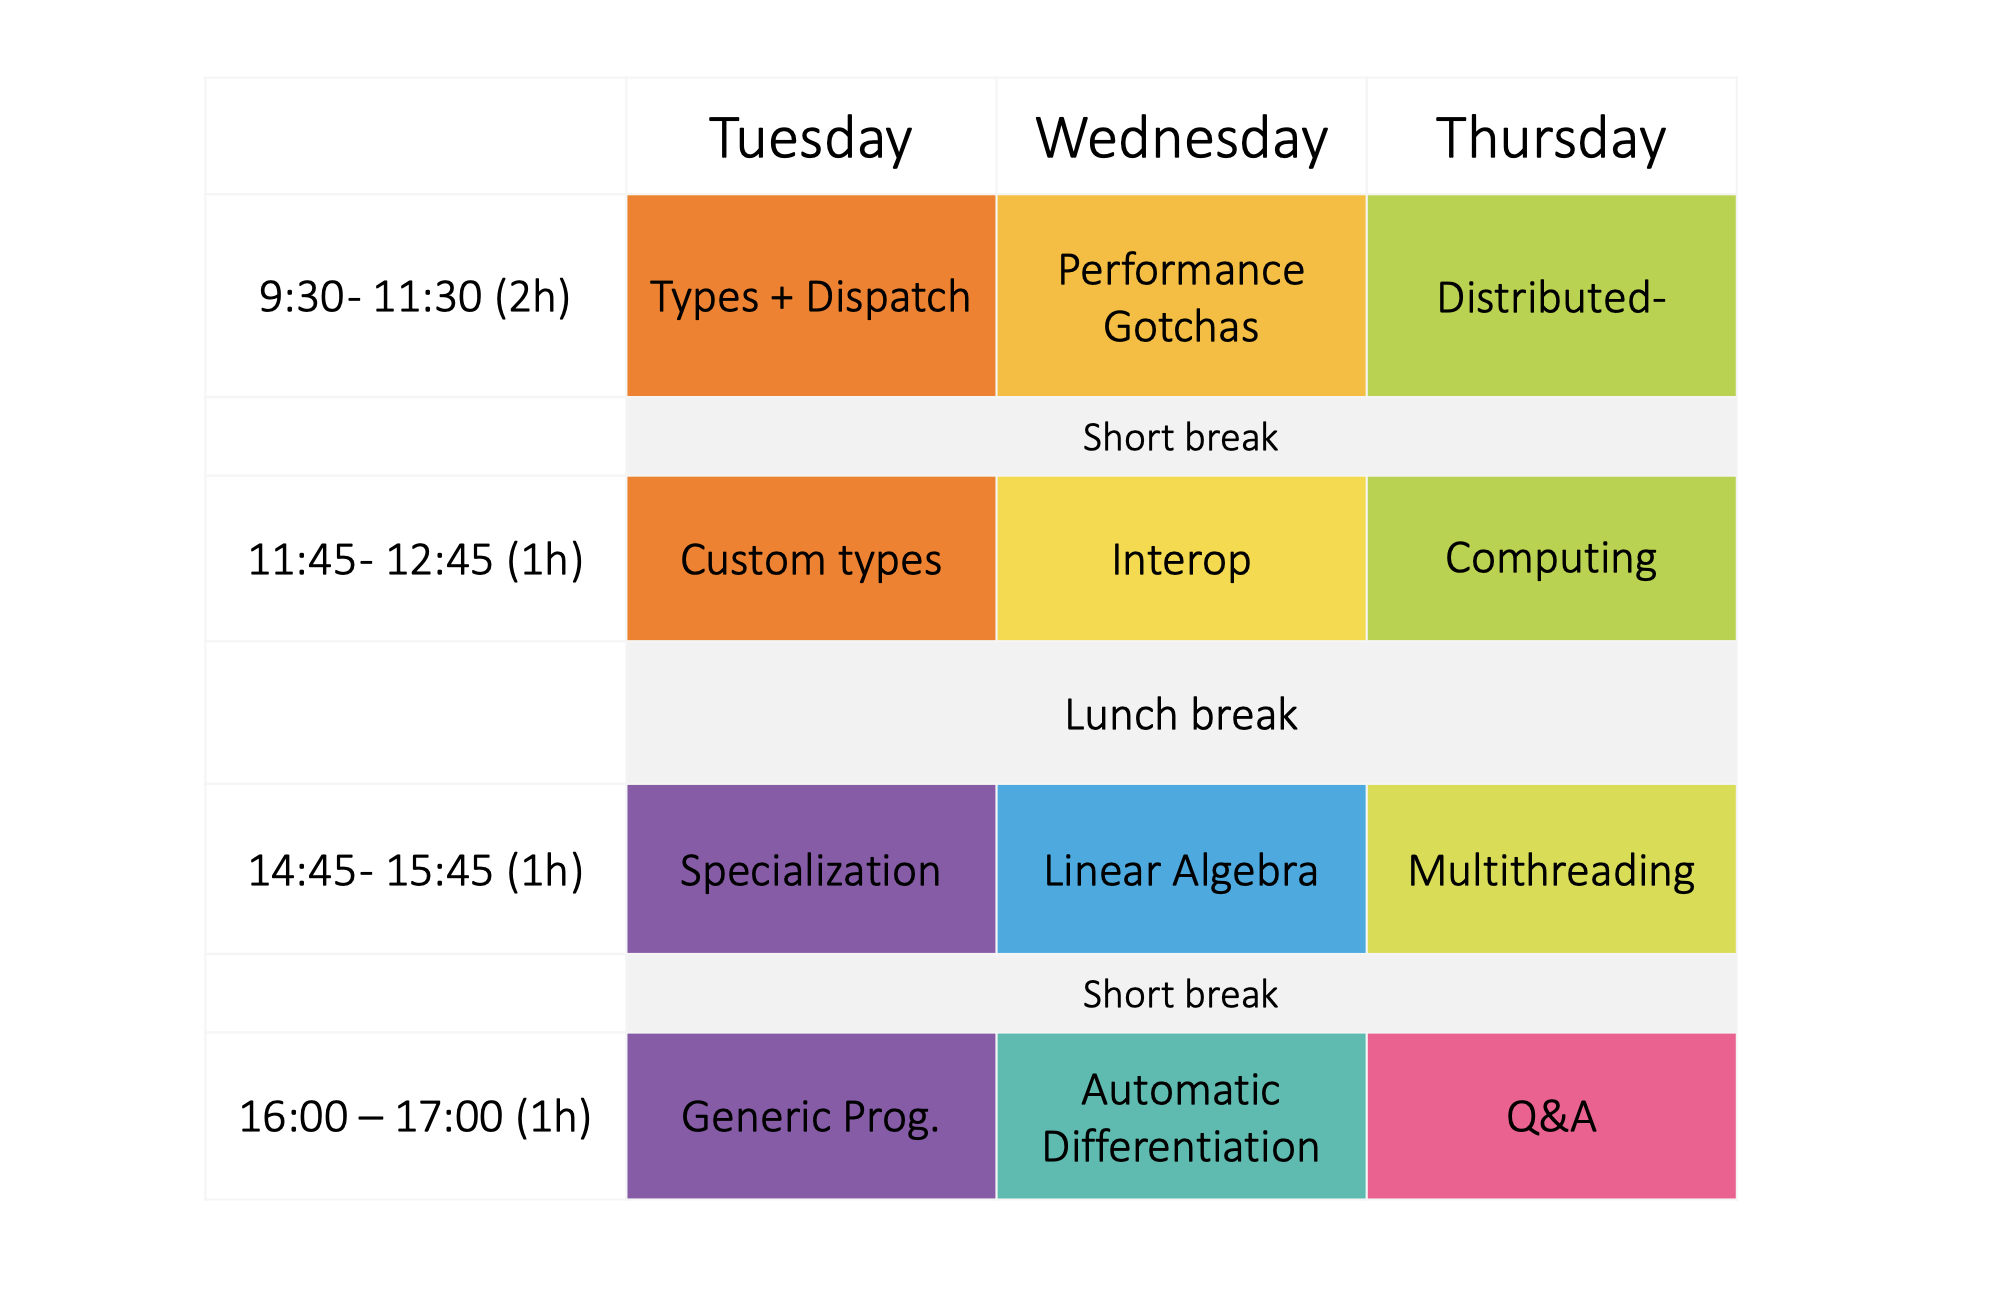 Tuesday Wednesday Thursday
9:30- 11:30 (2h) Types + Dispatch Performance Gotchas Distributed-
Short break
11:45- 12:45 (1h) Custom types Interop Computing
Lunch break
14:45- 15:45 (1h) Specialization Linear Algebra Multithreading
Short break
16:00 – 17:00 (1h) Generic Prog. Automatic Differentiation Q&A